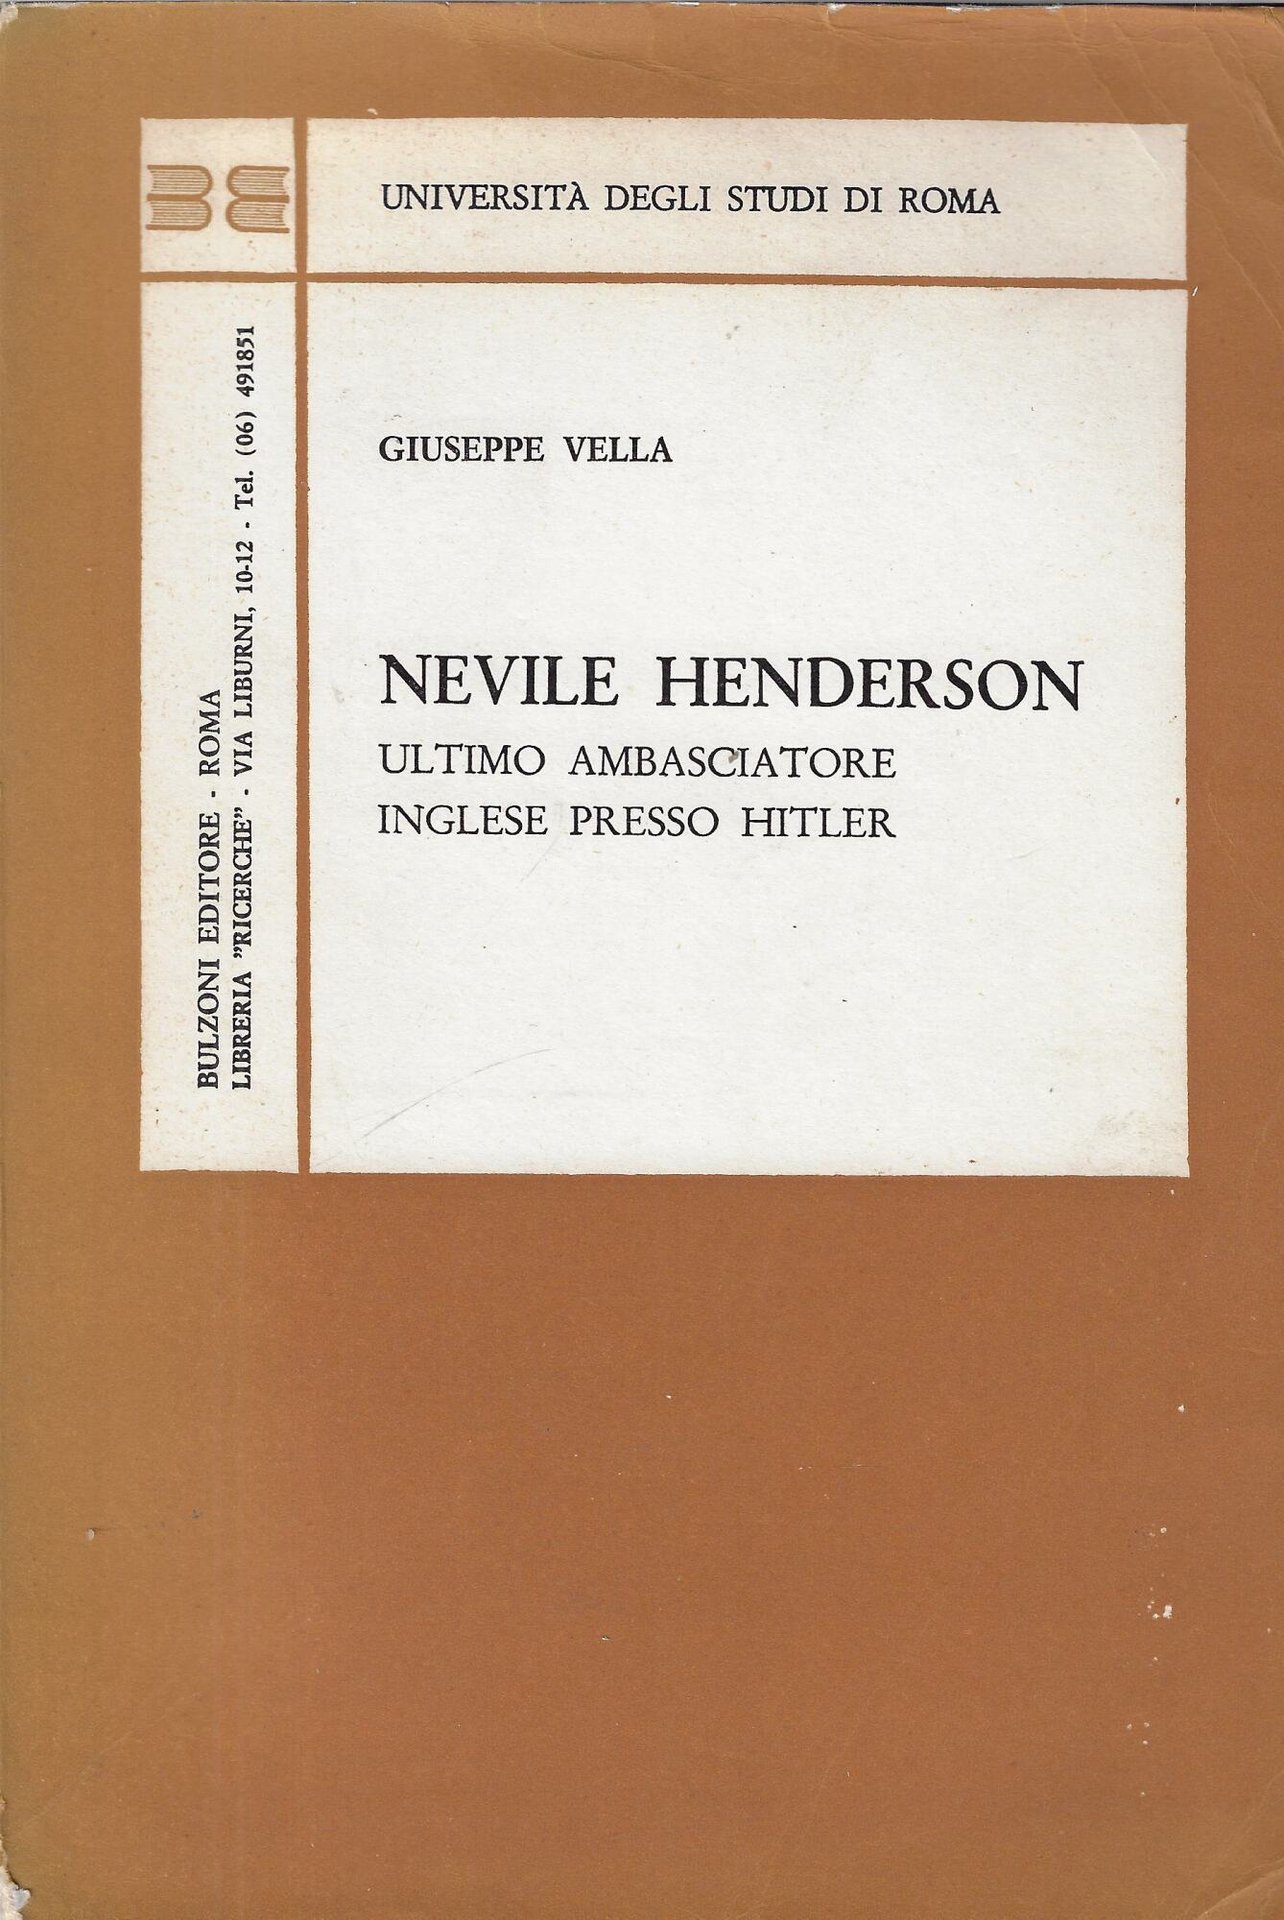 UNIVERSITÀ DEGLI STUDI DI ROMA
GIUSEPPE VELLA
NEVILE HENDERSON
ULTIMO AMBASCIATORE
INGLESE PRESSO HITLER
BULZONI EDITORE - ROMA
LIBRERIA ”RICERCHE” - VIA LIBURNI, 10-12 - Tel. (06) 491851
BE